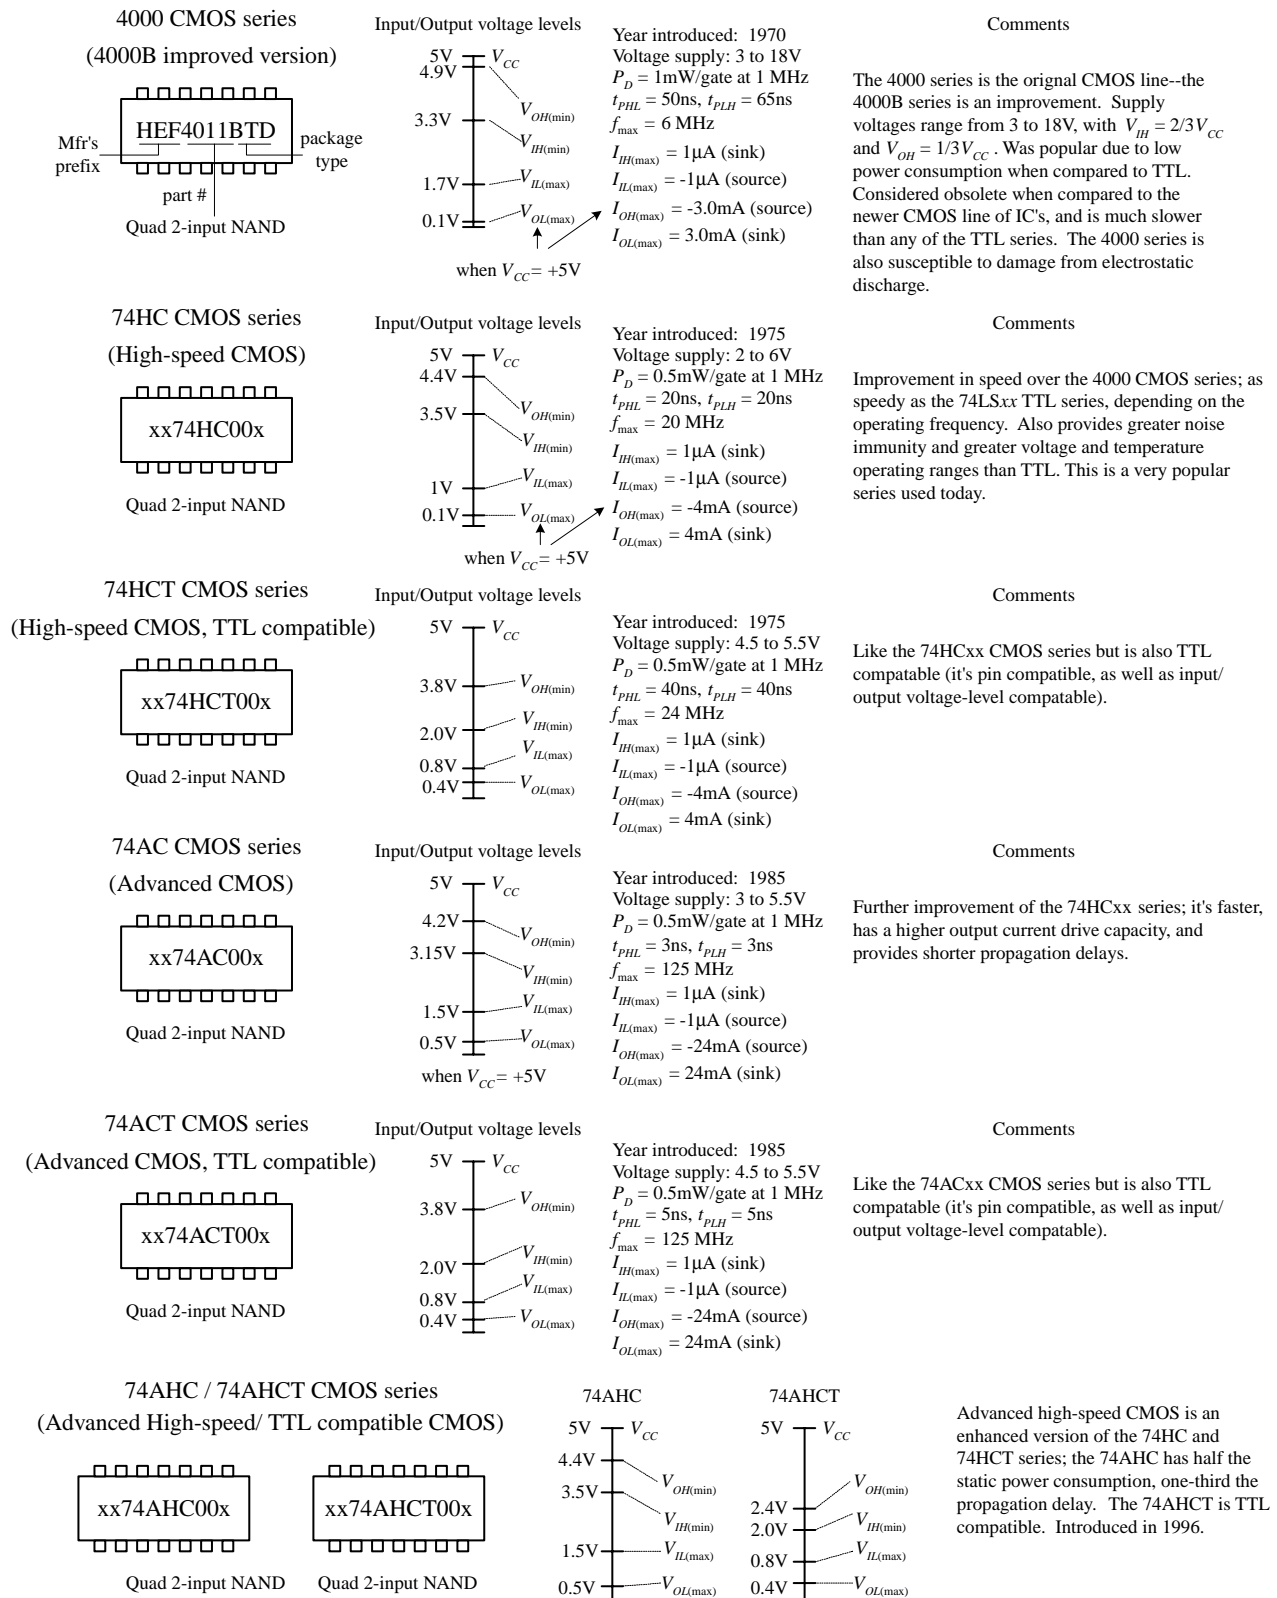 4000 CMOS series
(4000B improved version)
HEF4011BTD
Mfr's
prefix
package
type
part #
Quad 2-input NAND
Input/Output voltage levels
5V VCC
4.9V
VOH(min)
3.3V
VIH(min)
1.7V VIL(max)
0.1V VOL(max)
when VCC = +5V
Year introduced: 1970
Voltage supply: 3 to 18V
PD = 1mW/gate at 1 MHz
tPHL = 50ns, tPLH = 65ns
fmax = 6 MHz
IIH(max) = 1µA (sink)
IIL(max) = -1µA (source)
IOH(max) = -3.0mA (source)
IOL(max) = 3.0mA (sink)
Comments
The 4000 series is the orignal CMOS line--the
4000B series is an improvement. Supply
voltages range from 3 to 18V, with VIH = 2/3VCC
and VOH = 1/3VCC . Was popular due to low
power consumption when compared to TTL.
Considered obsolete when compared to the
newer CMOS line of IC's, and is much slower
than any of the TTL series. The 4000 series is
also susceptible to damage from electrostatic
discharge.
74HC CMOS series
(High-speed CMOS)
xx74HC00x
Quad 2-input NAND
Input/Output voltage levels
5V VCC
4.4V
VOH(min)
3.5V
VIH(min)
VIL(max)
1V
0.1V VOL(max)
when VCC = +5V
Year introduced: 1975
Voltage supply: 2 to 6V
PD = 0.5mW/gate at 1 MHz
tPHL = 20ns, tPLH = 20ns
fmax = 20 MHz
IIH(max) = 1µA (sink)
IIL(max) = -1µA (source)
IOH(max) = -4mA (source)
IOL(max) = 4mA (sink)
Comments
Improvement in speed over the 4000 CMOS series; as
speedy as the 74LSxx TTL series, depending on the
operating frequency. Also provides greater noise
immunity and greater voltage and temperature
operating ranges than TTL. This is a very popular
series used today.
74HCT CMOS series
(High-speed CMOS, TTL compatible)
xx74HCT00x
Quad 2-input NAND
Input/Output voltage levels
5V VCC
3.8V VOH(min)
VIH(min)
2.0V
VIL(max)
0.8V
0.4V VOL(max)
Year introduced: 1975
Voltage supply: 4.5 to 5.5V
PD = 0.5mW/gate at 1 MHz
tPHL = 40ns, tPLH = 40ns
fmax = 24 MHz
IIH(max) = 1µA (sink)
IIL(max) = -1µA (source)
IOH(max) = -4mA (source)
IOL(max) = 4mA (sink)
Comments
Like the 74HCxx CMOS series but is also TTL
compatable (it's pin compatible, as well as input/
output voltage-level compatable).
74AC CMOS series
(Advanced CMOS)
xx74AC00x
Quad 2-input NAND
Input/Output voltage levels
5V VCC
4.2V
VOH(min)
3.15V
VIH(min)
1.5V VIL(max)
0.5V VOL(max)
when VCC = +5V
Year introduced: 1985
Voltage supply: 3 to 5.5V
PD = 0.5mW/gate at 1 MHz
tPHL = 3ns, tPLH = 3ns
fmax = 125 MHz
IIH(max) = 1µA (sink)
IIL(max) = -1µA (source)
IOH(max) = -24mA (source)
IOL(max) = 24mA (sink)
Comments
Further improvement of the 74HCxx series; it's faster,
has a higher output current drive capacity, and
provides shorter propagation delays.
74ACT CMOS series
(Advanced CMOS, TTL compatible)
xx74ACT00x
Quad 2-input NAND
Input/Output voltage levels
5V VCC
3.8V VOH(min)
VIH(min)
2.0V
VIL(max)
0.8V
0.4V VOL(max)
Year introduced: 1985
Voltage supply: 4.5 to 5.5V
PD = 0.5mW/gate at 1 MHz
tPHL = 5ns, tPLH = 5ns
fmax = 125 MHz
IIH(max) = 1µA (sink)
IIL(max) = -1µA (source)
IOH(max) = -24mA (source)
IOL(max) = 24mA (sink)
Comments
Like the 74ACxx CMOS series but is also TTL
compatable (it's pin compatible, as well as input/
output voltage-level compatable).
74AHC / 74AHCT CMOS series
(Advanced High-speed/ TTL compatible CMOS)
xx74AHC00x
Quad 2-input NAND
xx74AHCT00x
Quad 2-input NAND
74AHC
5V VCC
4.4V
VOH(min)
3.5V
VIH(min)
1.5V VIL(max)
0.5V VOL(max)
74AHCT
5V VCC
VOH(min)
2.4V
VIH(min)
2.0V
VIL(max)
0.8V
0.4V VOL(max)
Advanced high-speed CMOS is an
enhanced version of the 74HC and
74HCT series; the 74AHC has half the
static power consumption, one-third the
propagation delay. The 74AHCT is TTL
compatible. Introduced in 1996.